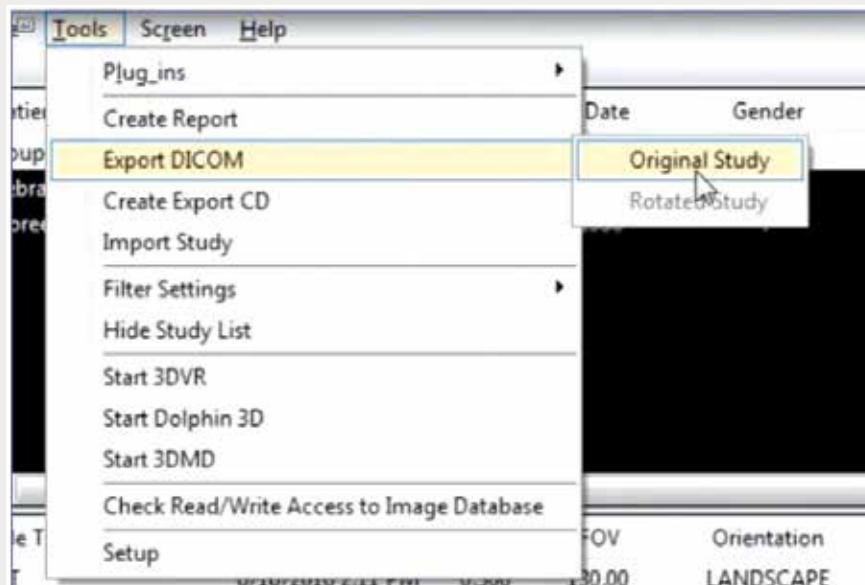 Tools Screen Help
Plug_ins
Date Gender
Create Report
Export DICOM Original Study
Create Export CD Rotated Study
Import Study
Filter Settings
Hide Study List
Start 3DVR
Start Dolphin 3D
Start 3DMD
Check Read/Write Access to Image Database
FOV Orientation
Setup
LANDSCAPE